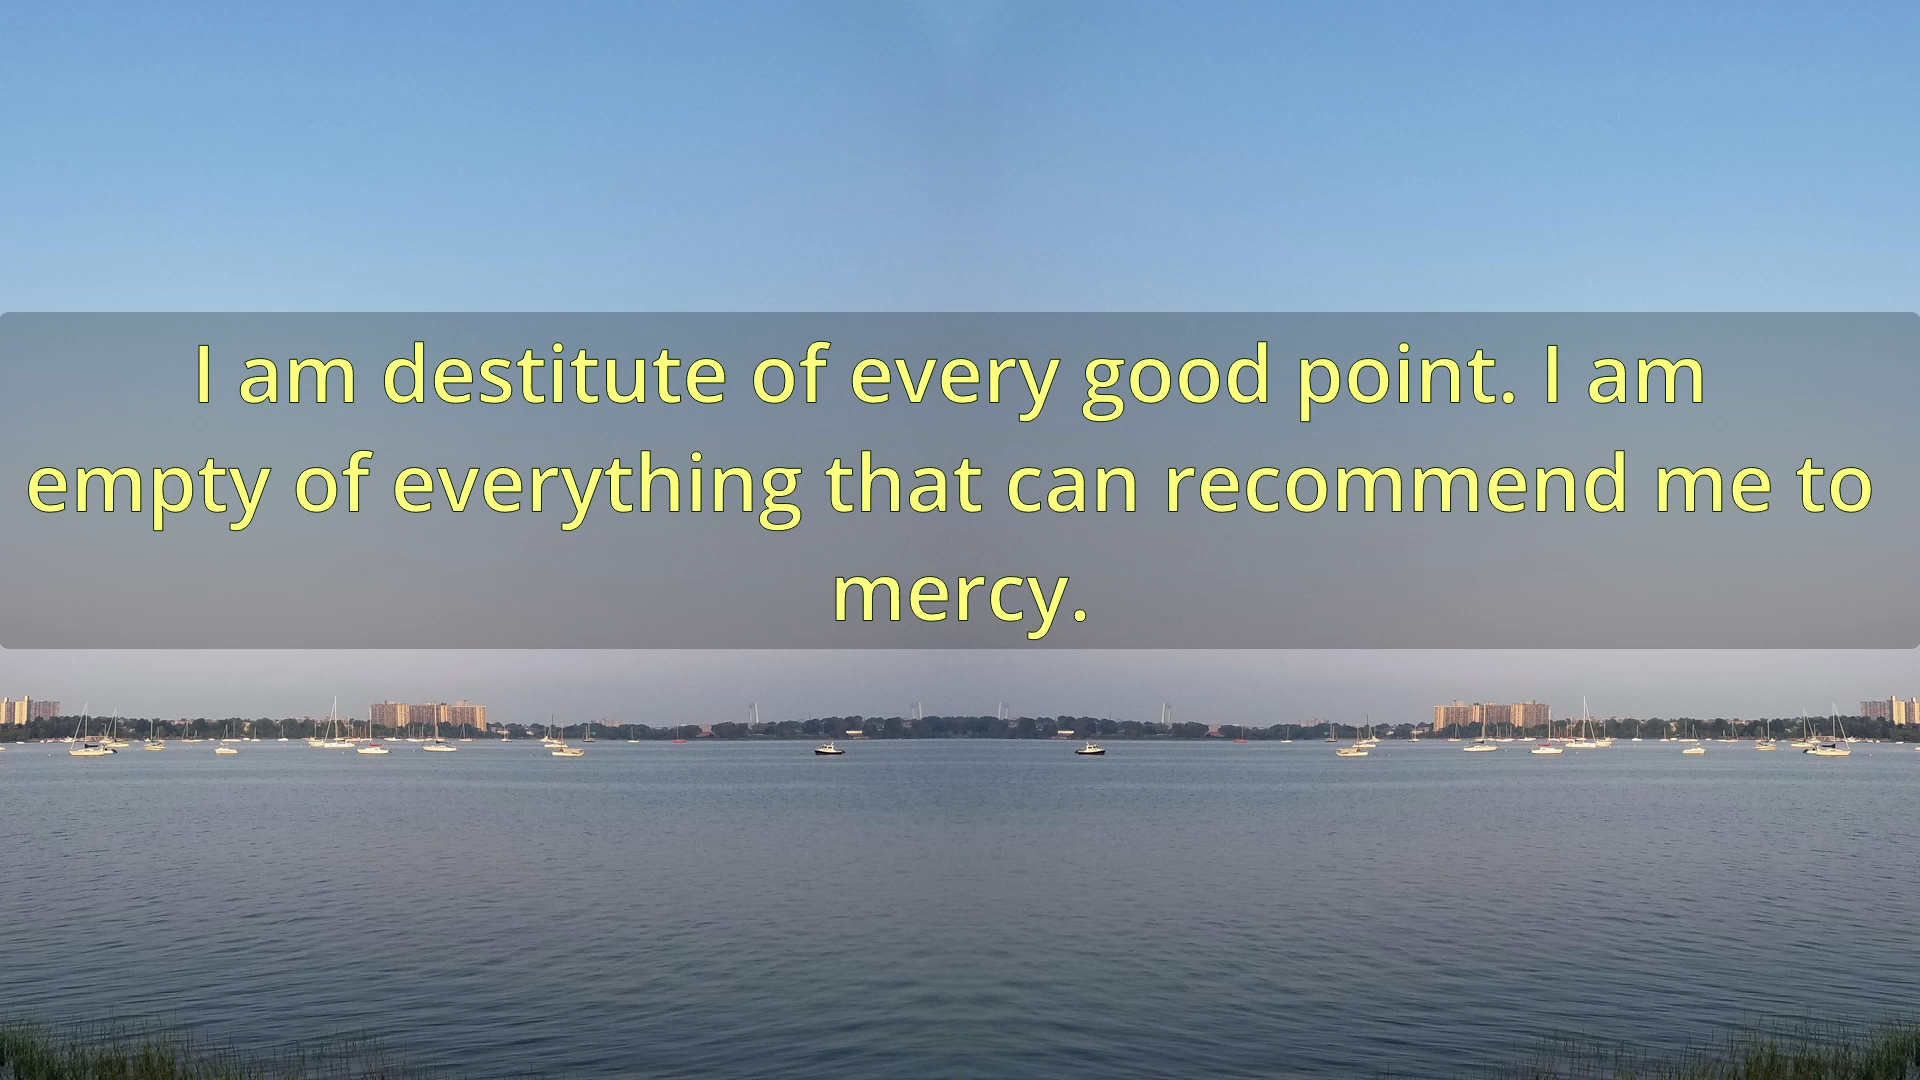 I am destitute of every good point. I am
empty of everything that can recommend me to
mercy.